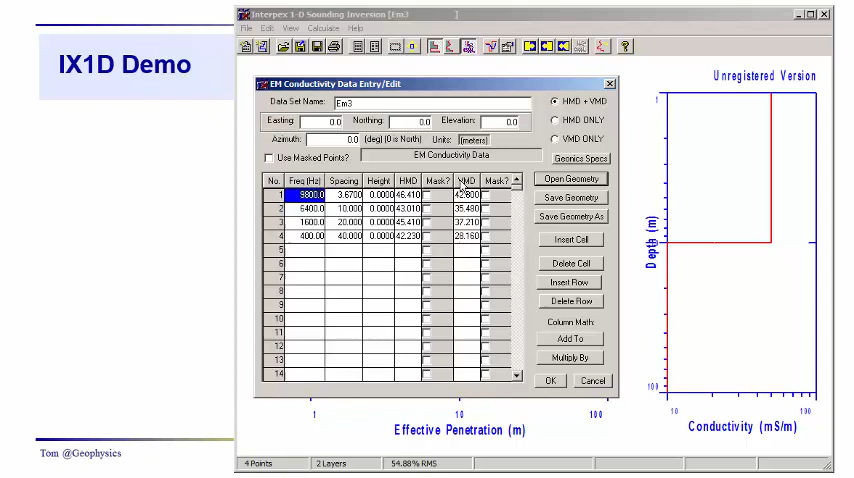 Interpex 1-D Sounding Inversion [Em3 ]
File Edit View Calculate Help
IX1D Demo
Unregistered Version
EM Conductivity Data Entry/Edit
Data Set Name: Em3
HMD + VMD
Easting: 0.0 Northing: 0.0 Elevation: 0.0
HMD ONLY
Azimuth: 0.0 (deg) (0 is North) Units: (meters)
VMD ONLY
Use Masked Points? EM Conductivity Data
Geonics Specs
No. Freq (Hz) Spacing Height HMD Mask? VMD Mask?
1 9800.0 3.6700 0.0000 46.410
2 6400.0 10.000 0.0000 43.010 35.480
3 1600.0 20.000 0.0000 45.410 37.210
4 400.00 40.000 0.0000 42.230 28.160
5
6
7
8
9
10
11
12
13
14
Open Geometry
Save Geometry
Save Geometry As
Insert Cell
Delete Cell
Insert Row
Delete Row
Column Math:
Add To
Multiply By
OK Cancel
1
Depth (m)
100
10 100
Conductivity (mS/m)
1 10 100
Effective Penetration (m)
Tom @Geophysics
4 Points 2 Layers 54.88% RMS